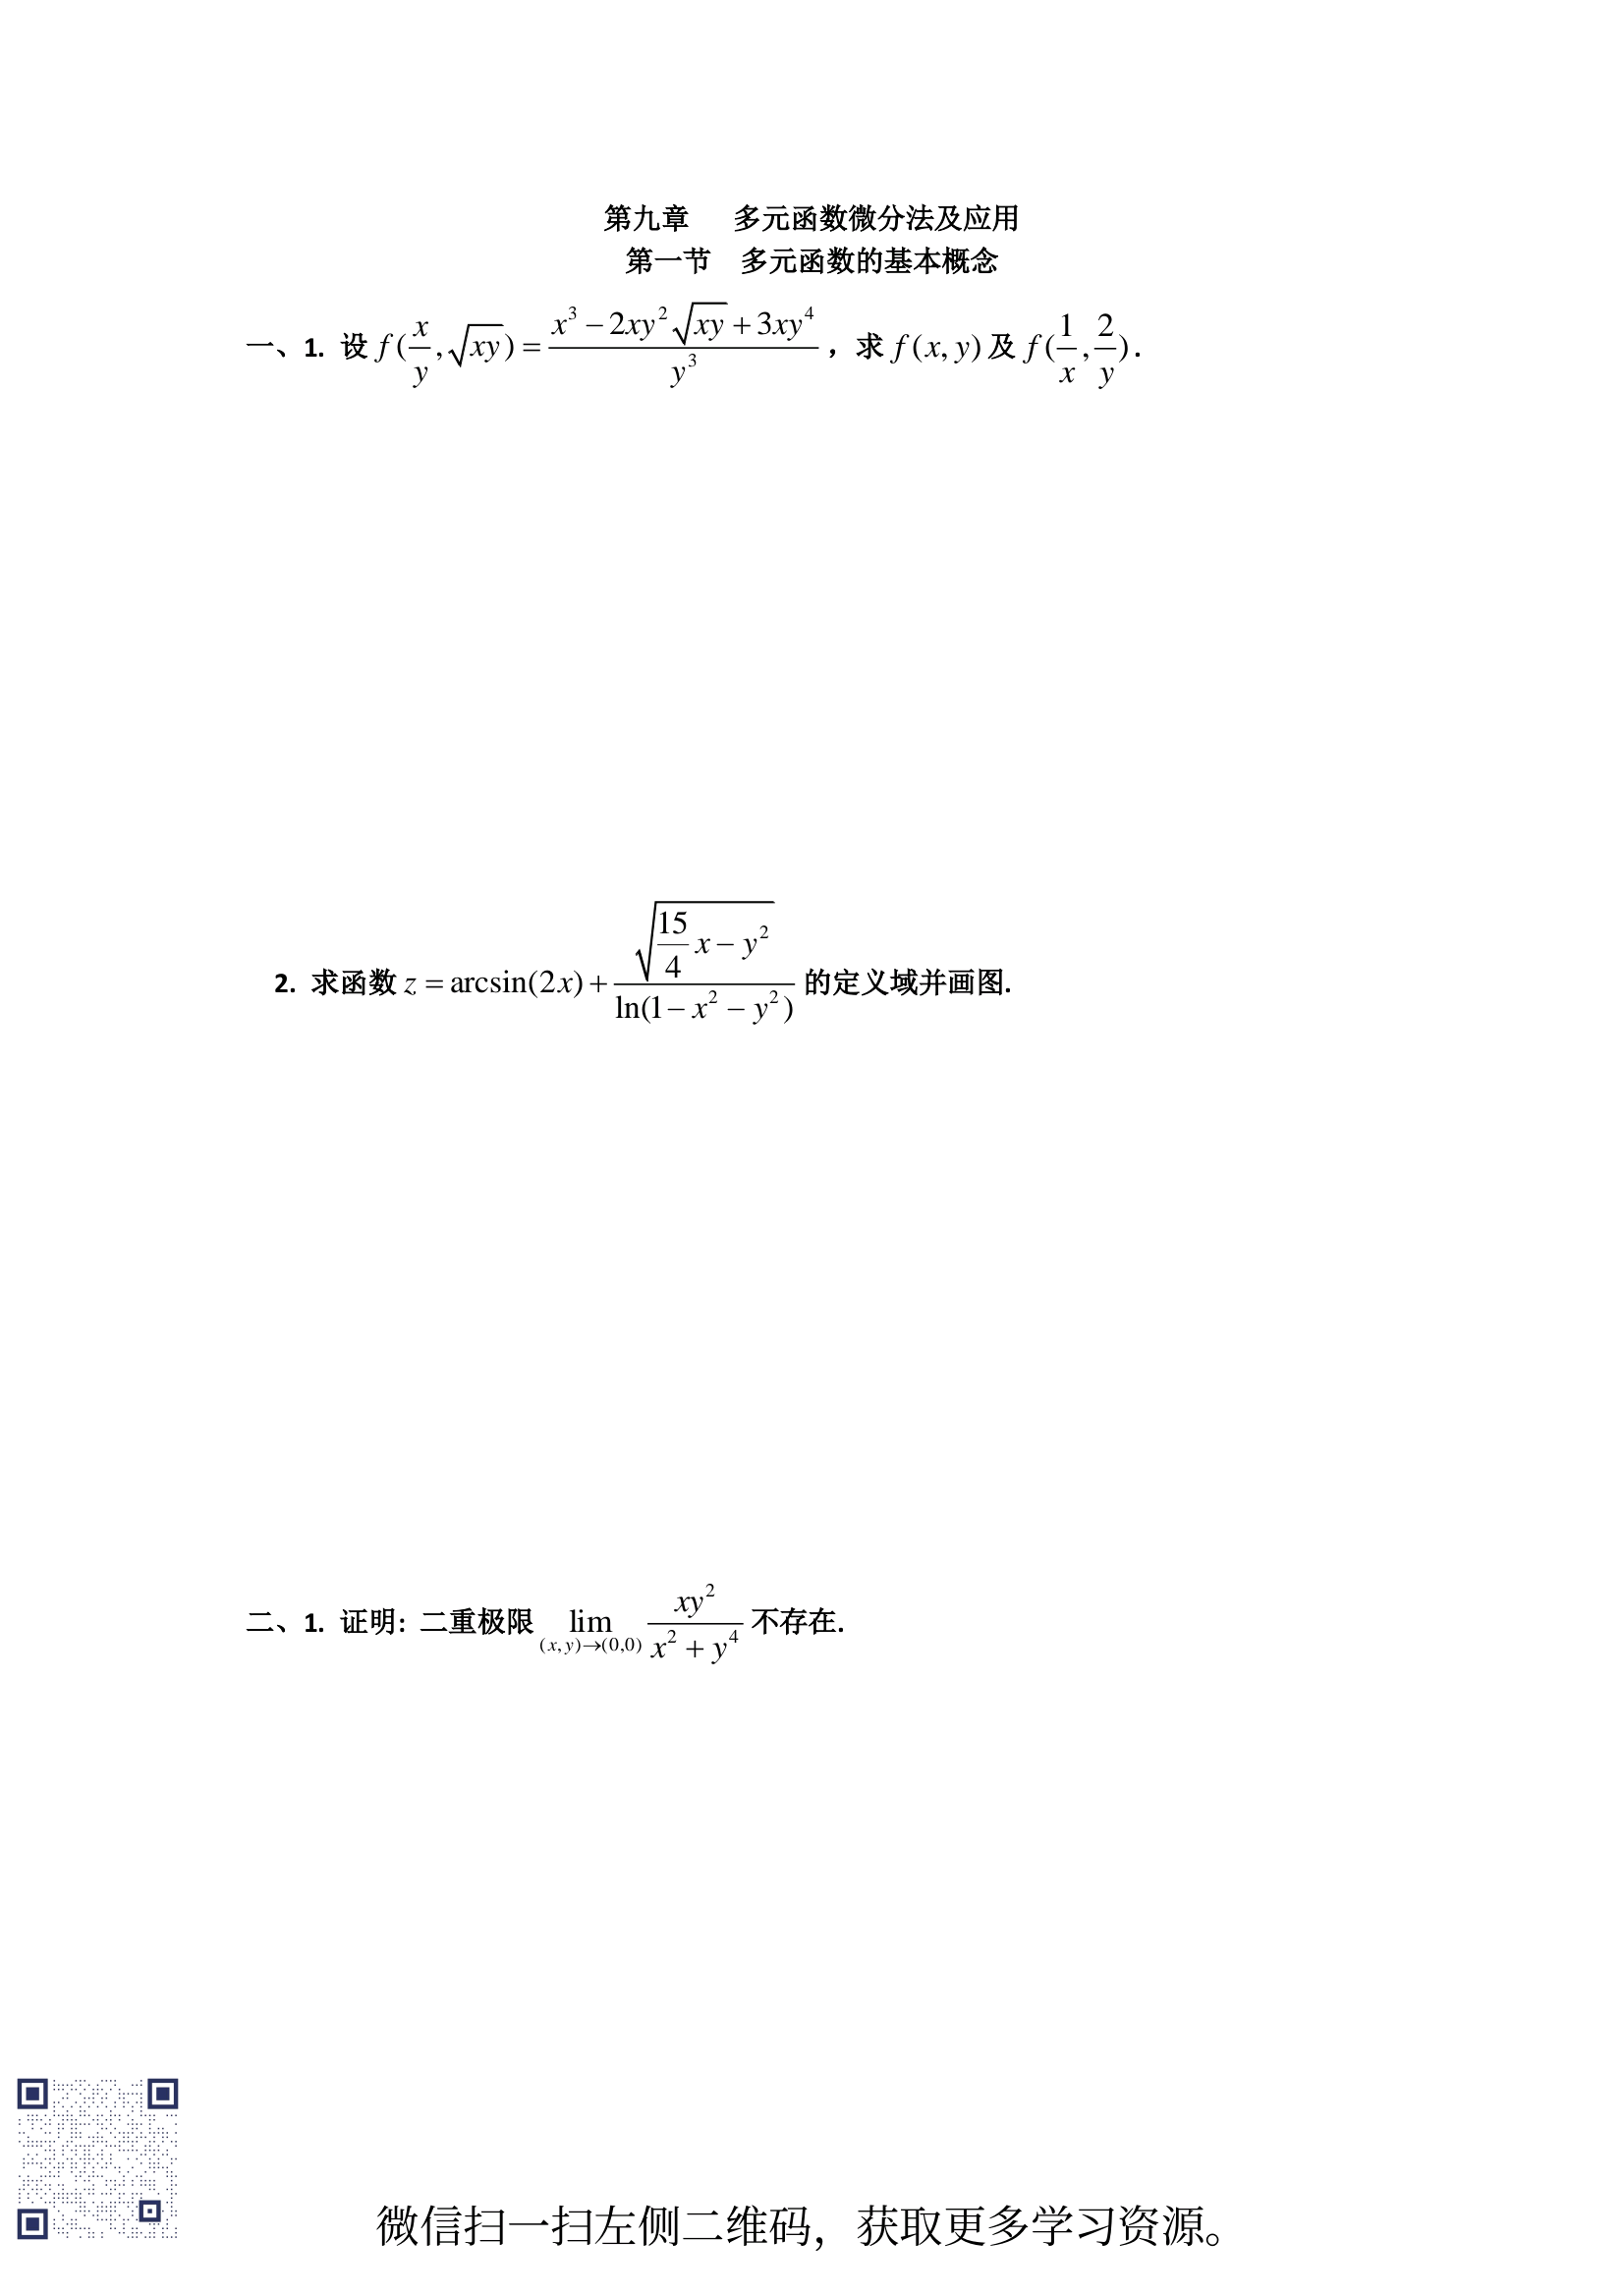 第九章 多元函数微分法及应用
第一节 多元函数的基本概念
一、1. 设 $f(\frac{x}{y},\sqrt{xy})=\frac{x^3-2xy^2\sqrt{xy}+3xy^4}{y^3}$，求 $f(x,y)$ 及 $f(\frac{1}{x},\frac{2}{y})$.
2. 求函数 $z=\arcsin(2x)+\frac{\sqrt{\frac{15}{4}x-y^2}}{\ln(1-x^2-y^2)}$ 的定义域并画图.
二、1. 证明: 二重极限 $\lim_{(x,y)\to(0,0)}\frac{xy^2}{x^2+y^4}$ 不存在.
微信扫一扫左侧二维码，获取更多学习资源。